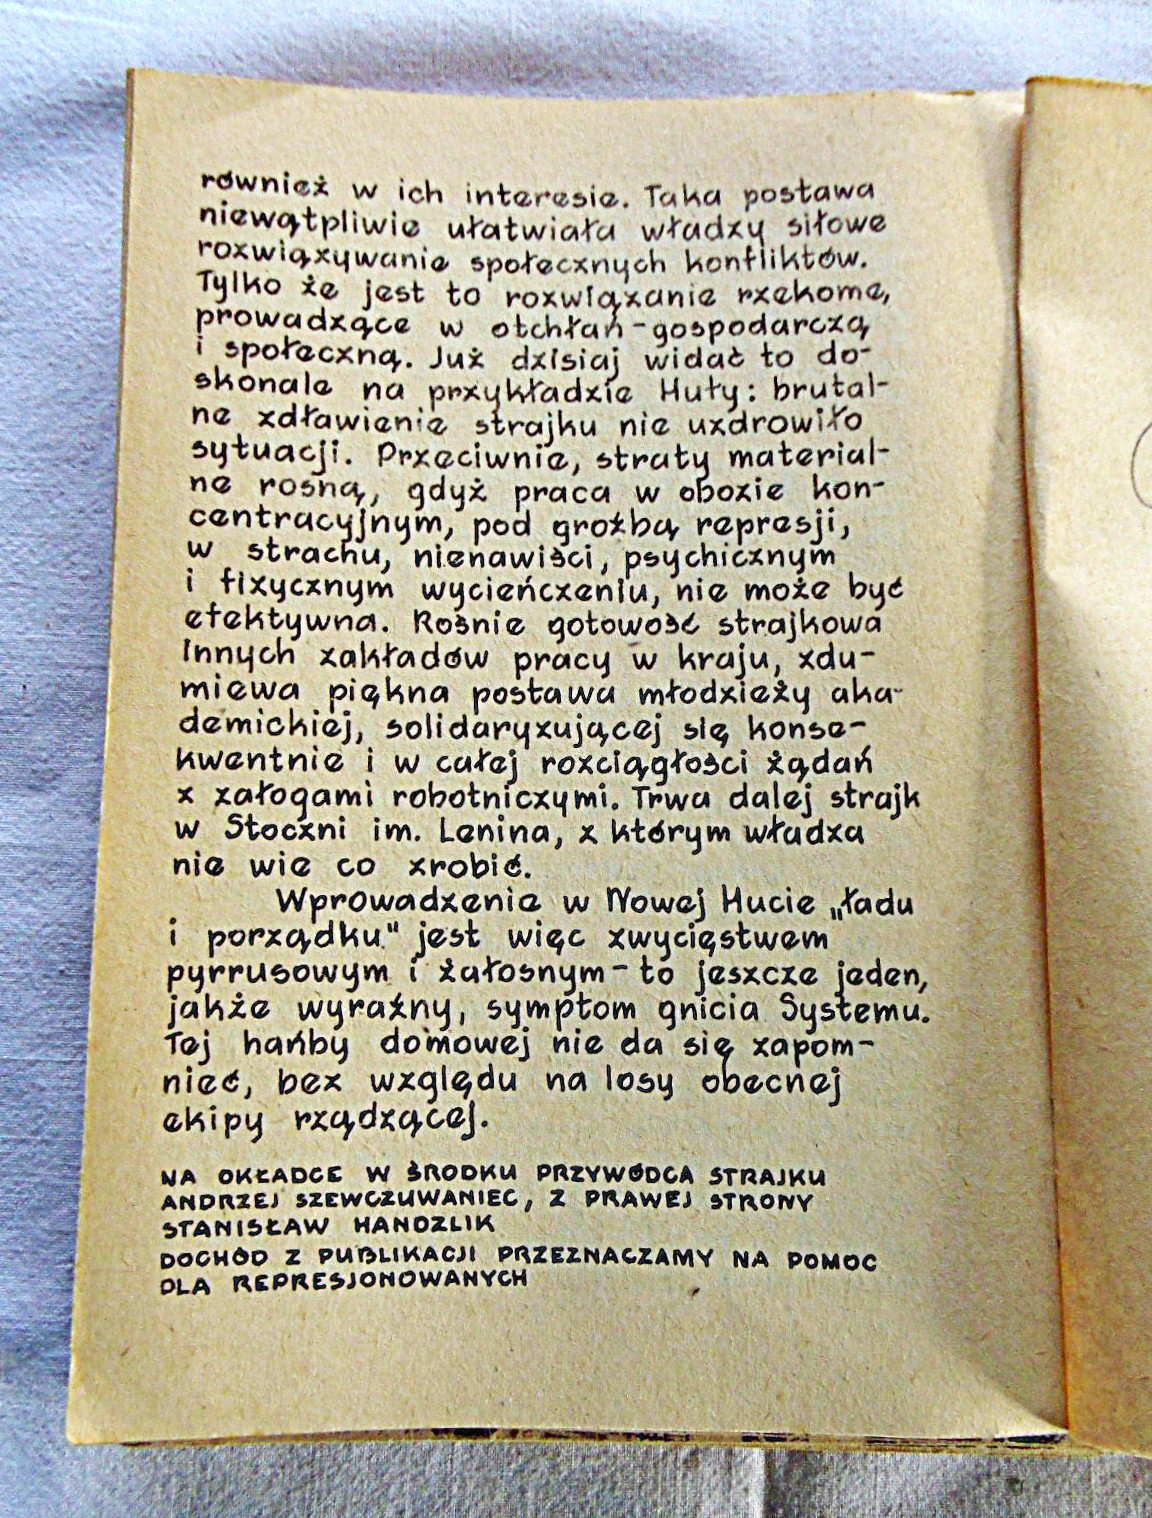 również w ich interesie. Taka postawa
niewątpliwie ułatwiała władzy siłowe
rozwiązywanie społecznych konfliktów.
Tylko że jest to rozwiązanie rzekome,
prowadzące w otchłań - gospodarczą
i społeczną. Już dzisiaj widać to do-
skonale na przykładzie Huty: brutal-
ne zdławienie strajku nie uzdrowiło
sytuacji. Przeciwnie, straty material-
ne rosną, gdyż praca w obozie kon-
centracyjnym, pod groźbą represji,
w strachu, nienawiści, psychicznym
i fizycznym wycieńczeniu, nie może być
efektywna. Rośnie gotowość strajkowa
innych zakładów pracy w kraju, zdu-
miewa piękna postawa młodzieży aka-
demickiej, solidaryzującej się konse-
kwentnie i w całej rozciągłości żądań
z załogami robotniczymi. Trwa dalej strajk
w Stoczni im. Lenina, z którym władza
nie wie co zrobić.
Wprowadzenie w Nowej Hucie „ładu
i porządku" jest więc zwycięstwem
pyrrusowym i żałosnym - to jeszcze jeden,
jakże wyraźny, symptom gnicia Systemu.
Tej hańby domowej nie da się zapom-
nieć, bez względu na losy obecnej
ekipy rządzącej.
NA OKŁADCE W ŚRODKU PRZYWÓDCA STRAJKU
ANDRZEJ SZEWCZUWANIEC, Z PRAWEJ STRONY
STANISŁAW HANDZLIK
DOCHÓD Z PUBLIKACJI PRZEZNACZAMY NA POMOC
DLA REPRESJONOWANYCH